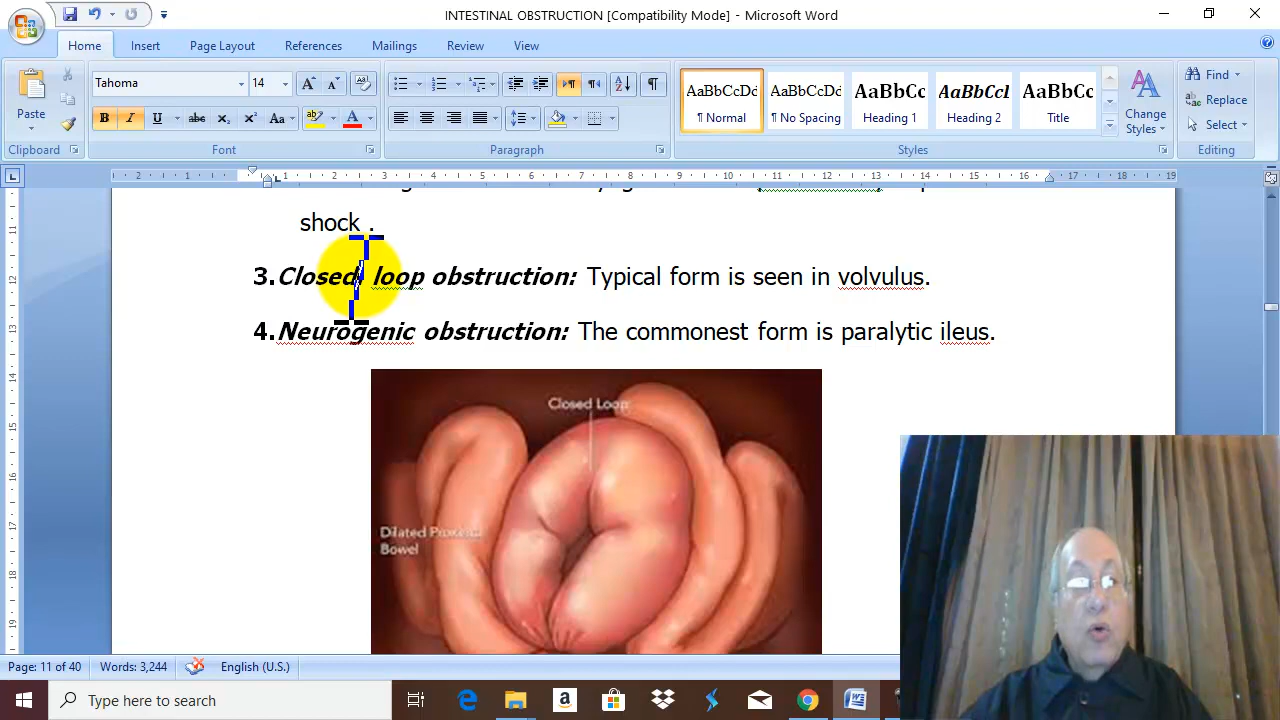 INTESTINAL OBSTRUCTION [Compatibility Mode] - Microsoft Word
Home Insert Page Layout References Mailings Review View
Tahoma 14
Paste
AaBbCcDd AaBbCcDd AaBbCc AaBbCcI AaBbCc
¶ Normal ¶ No Spacing Heading 1 Heading 2 Title
Change Styles
Find
Replace
Select
Clipboard Font Paragraph Styles Editing
shock .
3. Closed loop obstruction: Typical form is seen in volvulus.
4. Neurogenic obstruction: The commonest form is paralytic ileus.
Closed Loop
Dilated Proximal
Bowel
Page: 11 of 40 Words: 3,244 English (U.S.)
Type here to search